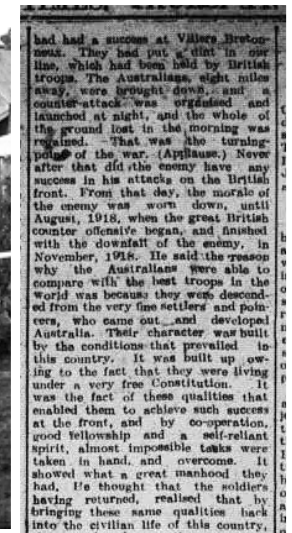 had had a success at Villers Breton-
neux. They had put a dint in our
line, which had been held by British
troops. The Australians, eight miles
away, were brought down, and a
counter-attack was organised and
launched at night, and the whole of
the ground lost in the morning was
regained. That was the turning-
point of the war. (Applause.) Never
after that did the enemy have any
success in his attacks on the British
front. From that day, the morale of
the enemy was worn down, until
August, 1918, when the great British
counter offensive began, and finished
with the downfall of the enemy, in
November, 1918. He said the reason
why the Australians were able to
compare with the best troops in the
world was because they were descend-
ed from the very fine settlers and poin-
eers, who came out and developed
Australia. Their character was built
by the conditions that prevailed in
this country. It was built up ow-
ing to the fact that they were living
under a very free Constitution. It
was the fact of these qualities that
enabled them to achieve such success
at the front, and by co-operation,
good fellowship and a self-reliant
spirit, almost impossible tasks were
taken in hand, and overcome. It
showed what a great manhood they
had. He thought that the soldiers
having returned, realised that by
bringing these same qualities back
into the civilian life of this country,